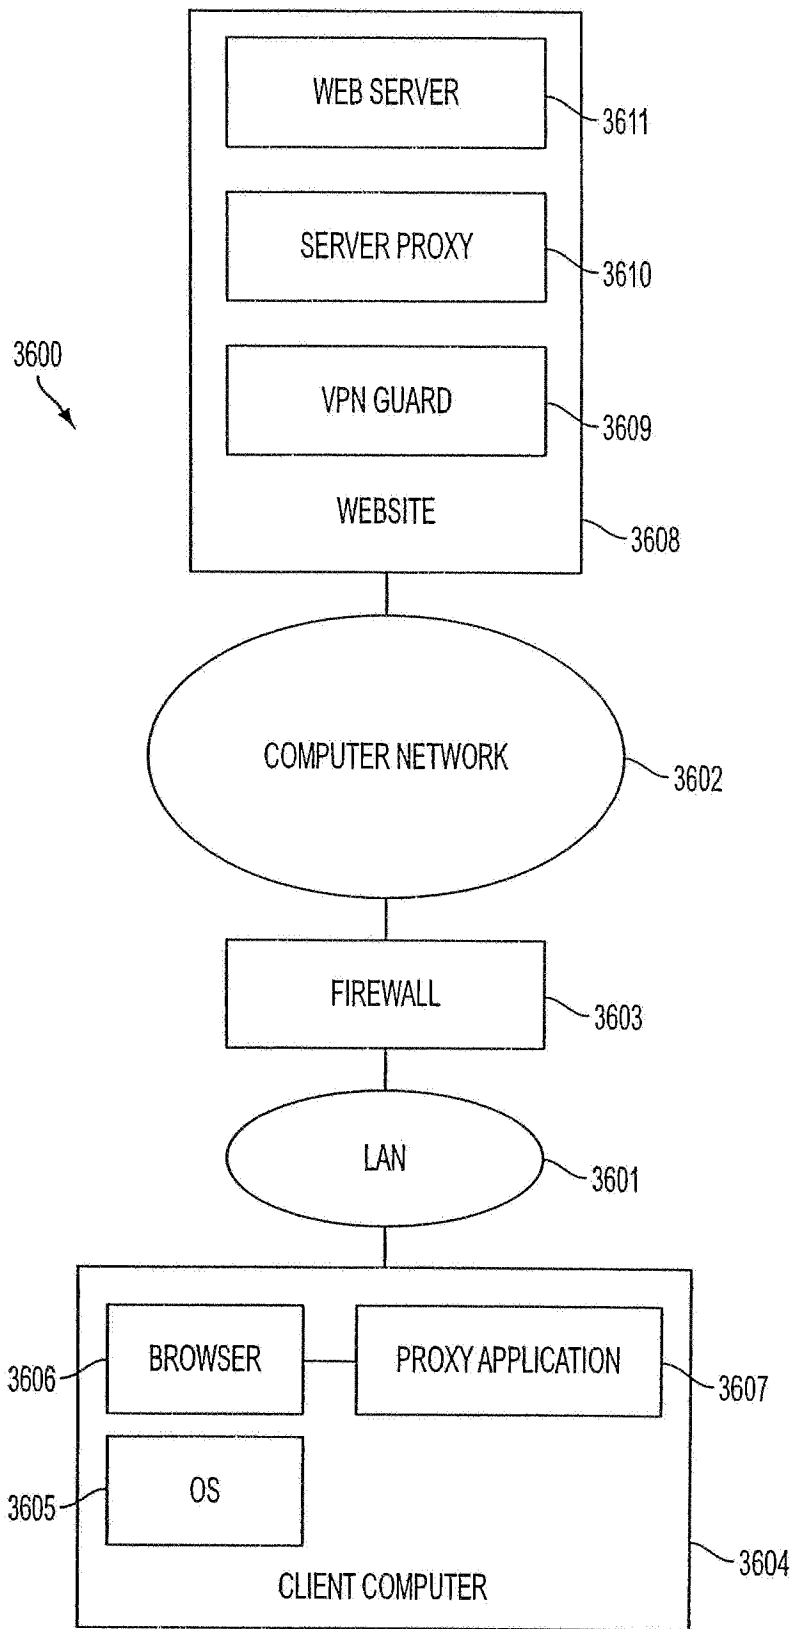 WEB SERVER
3611
SERVER PROXY
3610
3600
VPN GUARD
3609
WEBSITE
3608
COMPUTER NETWORK
3602
FIREWALL
3603
LAN
3601
BROWSER
PROXY APPLICATION
3606
3607
OS
3605
3604
CLIENT COMPUTER